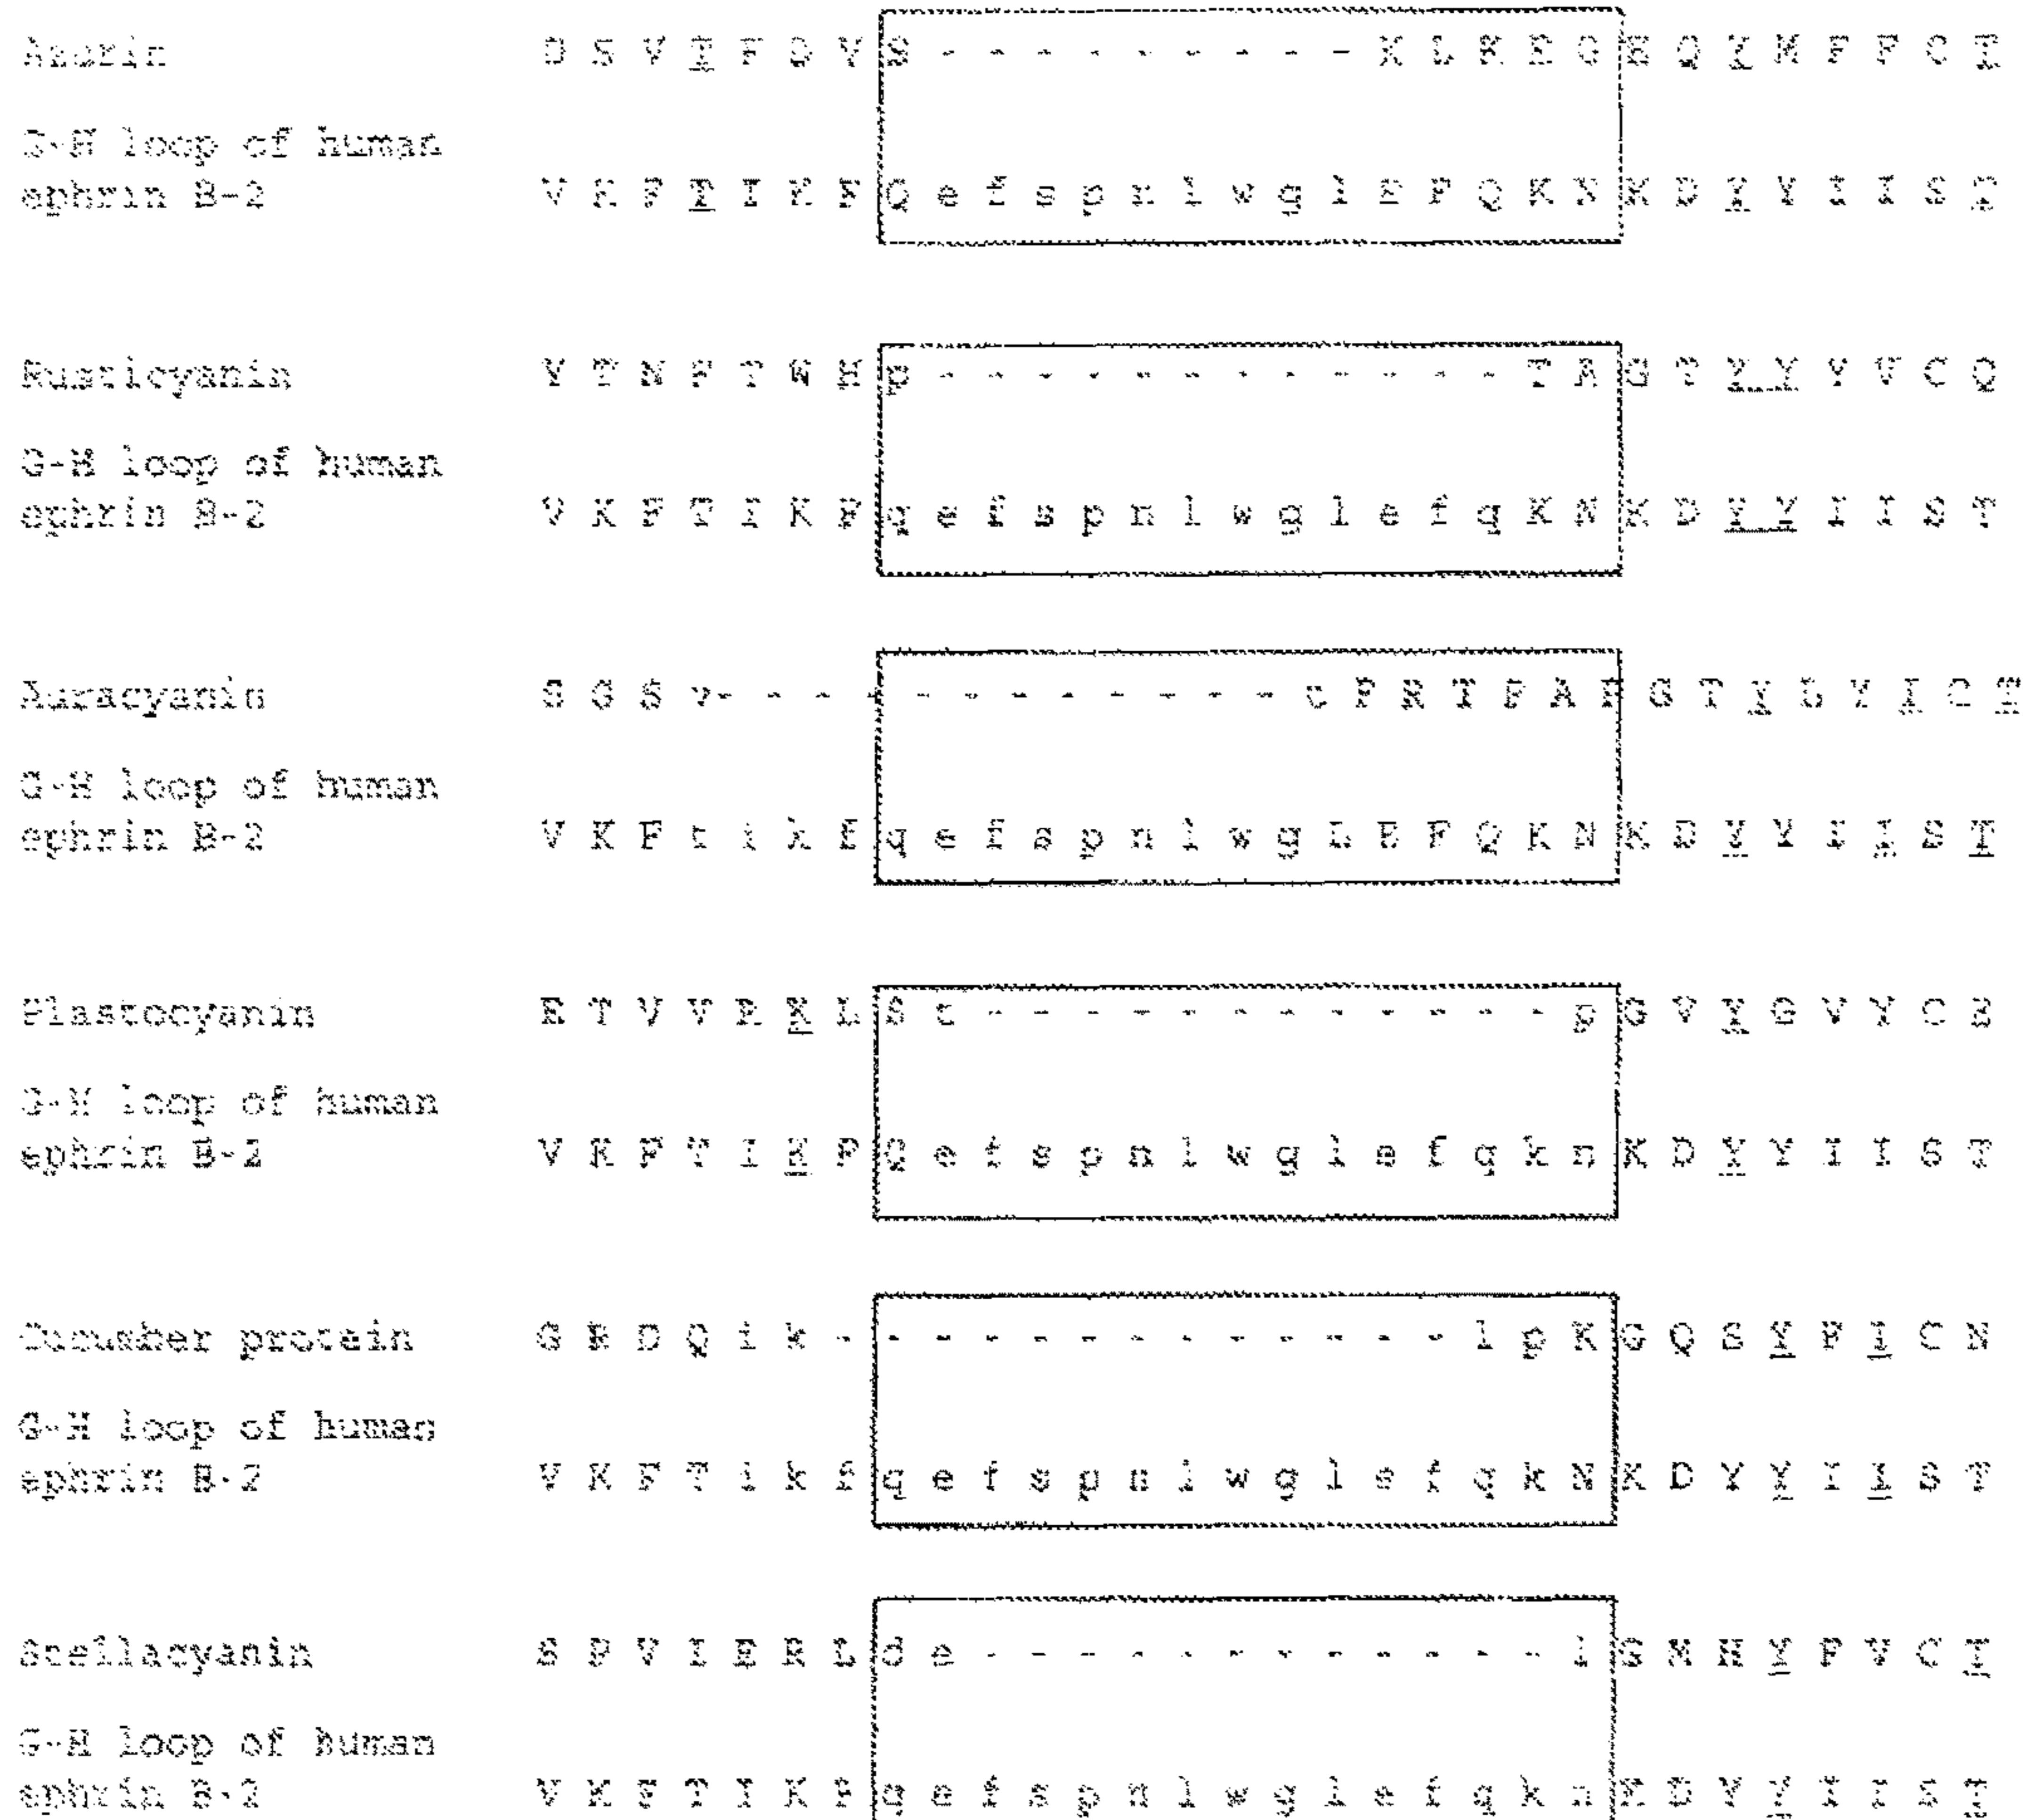 Azurin D S V T F D V S - - - - - - - - - K L K E G E Q Y M F F C T
G-H loop of human
ephrin B-2 V K F T I K F Q e f s p n l w g l E F Q K N K D Y Y I I S T
Rusticyanin Y T N F T W H p - - - - - - - - - - - - T A G T Y Y Y V C Q
G-H loop of human
ephrin B-2 V K F T I K F q e f s p n l w g l e f q K N K D Y Y I I S T
Auracyanin S G S v - - - - - - - - - - - - F R T P A P G T Y L Y I C T
G-H loop of human
ephrin B-2 V K F t i k f q e f s p n l w g L E F Q K N K D Y Y I I S T
Plastocyanin E T V V R K L S t - - - - - - - - - - - - p G V Y G V Y C
G-H loop of human
ephrin B-2 V K F T I K F Q e f s p n l w g l e f q k n K D Y Y I I S T
Cucumber protein G D Q i k - - - - - - - - - - - - - - l p K G Q S Y F I C N
G-H loop of human
ephrin B-2 V K F T i k f q e f s p n l w g l e f q k N K D Y Y I I S T
Stellacyanin S F V I E R L d e - - - - - - - - - - - - l G H Y F V C T
G-H loop of human
ephrin B-2 V K F T I K F q e f s p n l w g l e f q k n K D Y Y I I S T